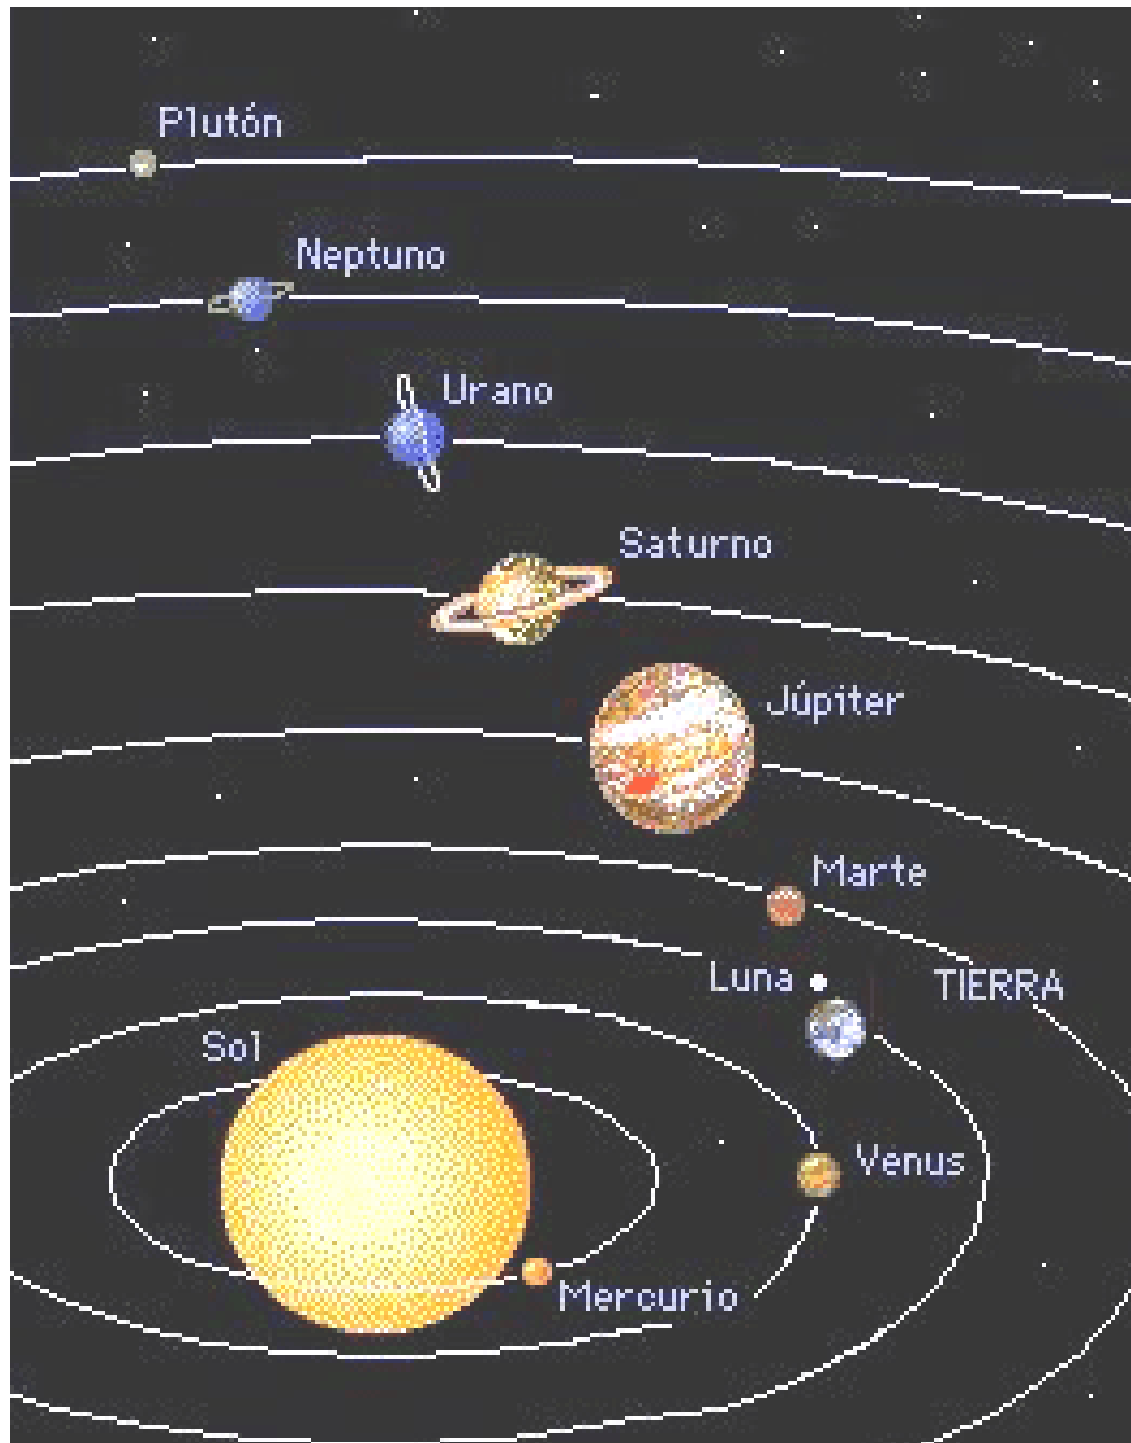 Plutón
Neptuno
Urano
Saturno
Júpiter
Marte
Luna
TIERRA
Sol
Venus
Mercurio